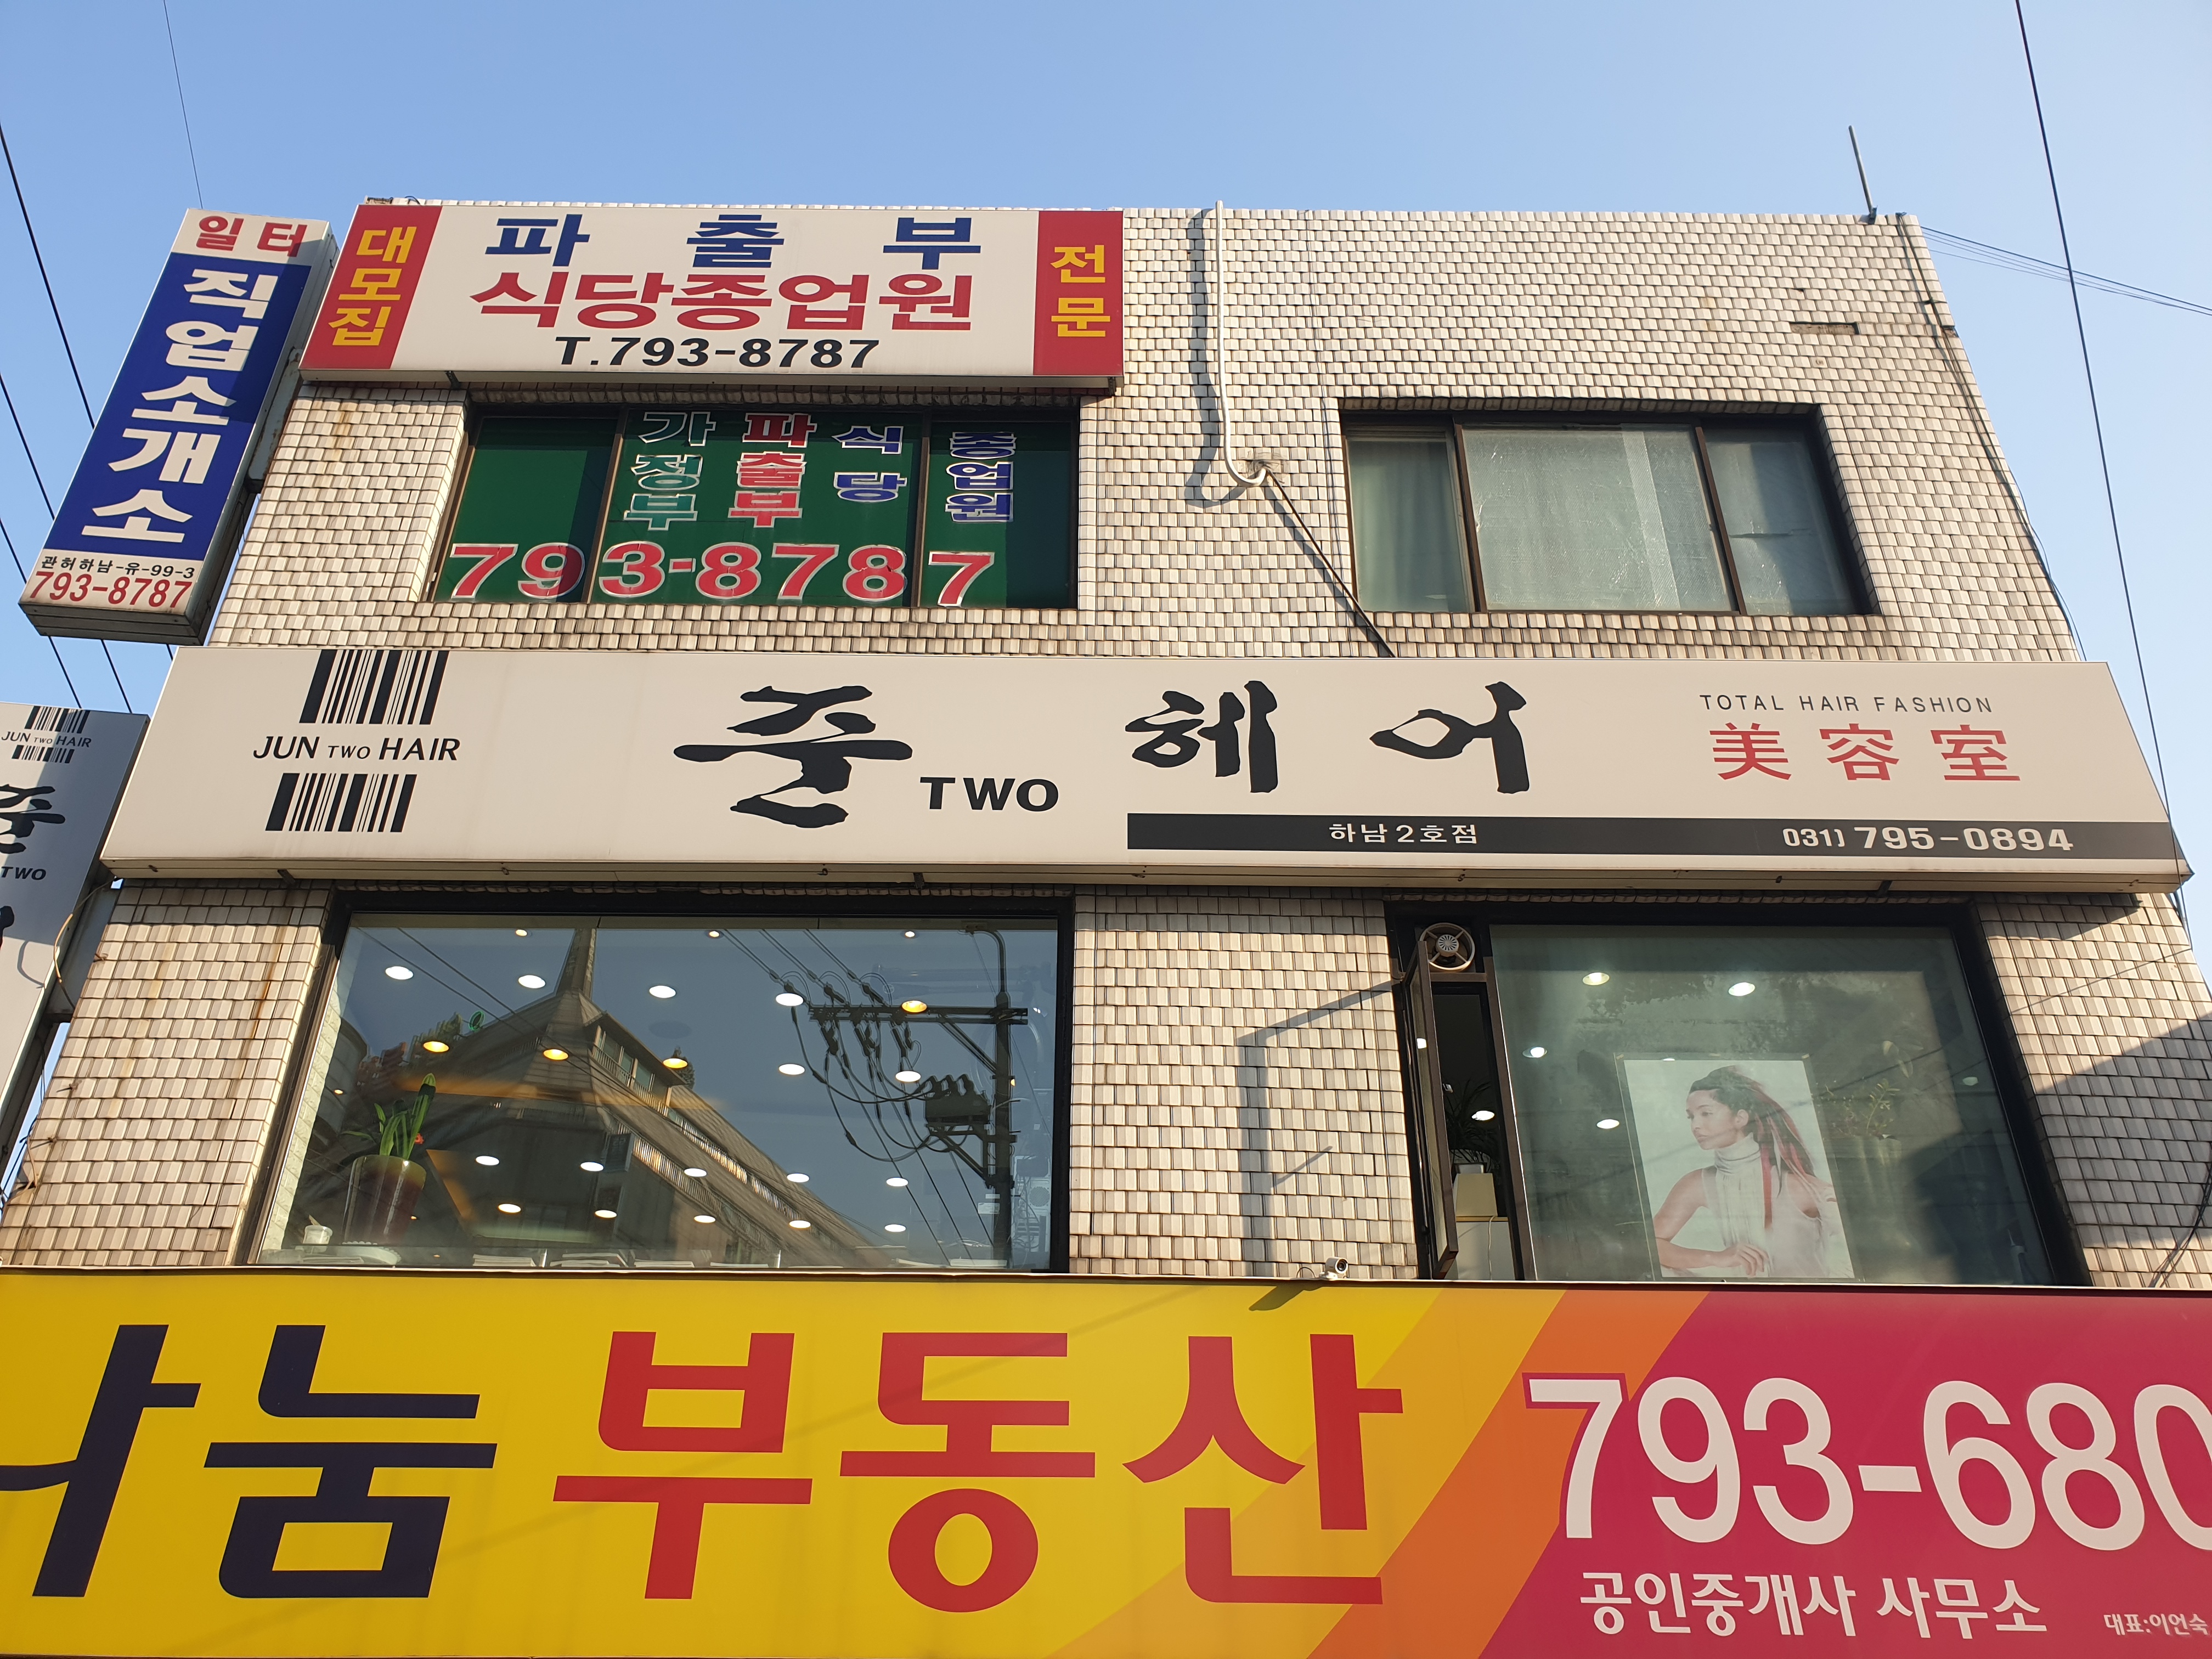 일터
직업소개소
관허하남-유-99-3
793-8787
대모집
파출부
식당종업원
T.793-8787
전문
가정부
파출부
식당
종업원
793-8787
JUN TWO HAIR
준 TWO 헤어
TOTAL HAIR FASHION
美容室
하남2호점
031) 795-0894
JUN TWO HAIR
준
TWO
나눔부동산
793-680
공인중개사 사무소
대표:이언숙